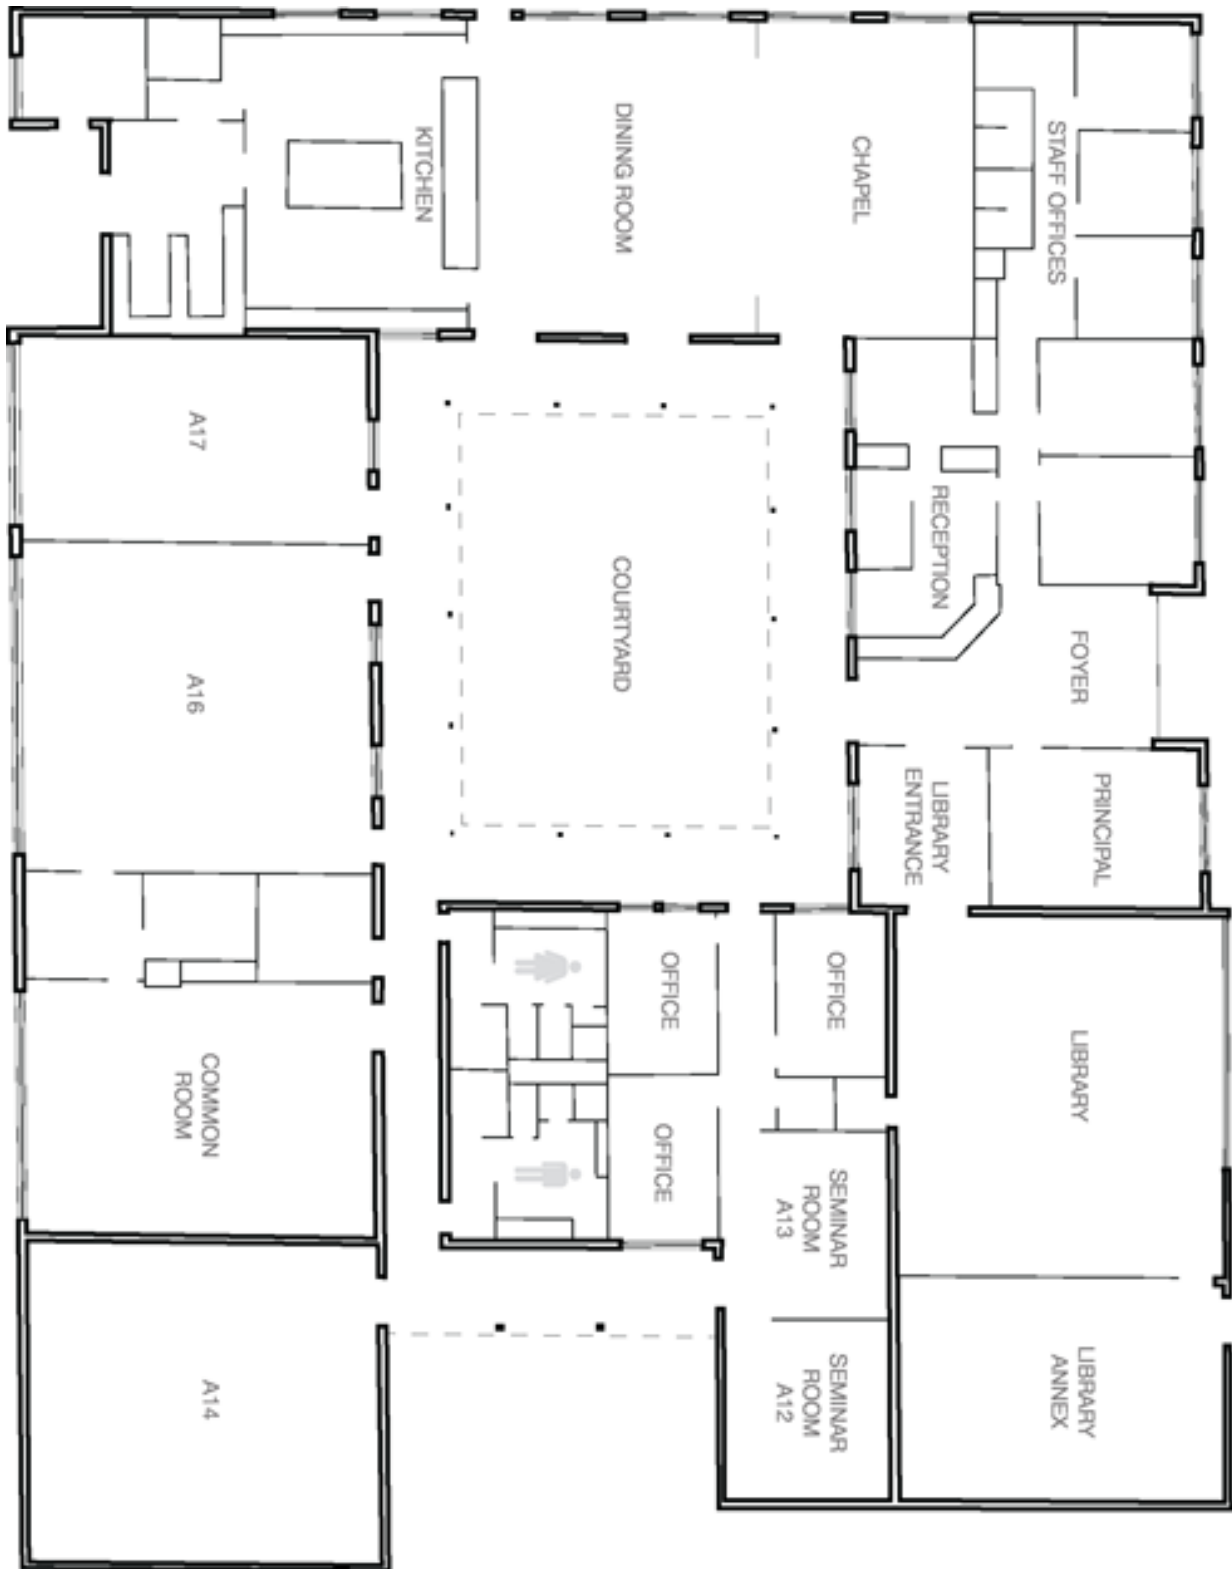 STAFF OFFICES
CHAPEL
DINING ROOM
KITCHEN
RECEPTION
FOYER
PRINCIPAL
LIBRARY
ENTRANCE
COURTYARD
A17
A16
LIBRARY
OFFICE
OFFICE
COMMON
ROOM
OFFICE
SEMINAR
ROOM
A13
LIBRARY
ANNEX
SEMINAR
ROOM
A12
A14